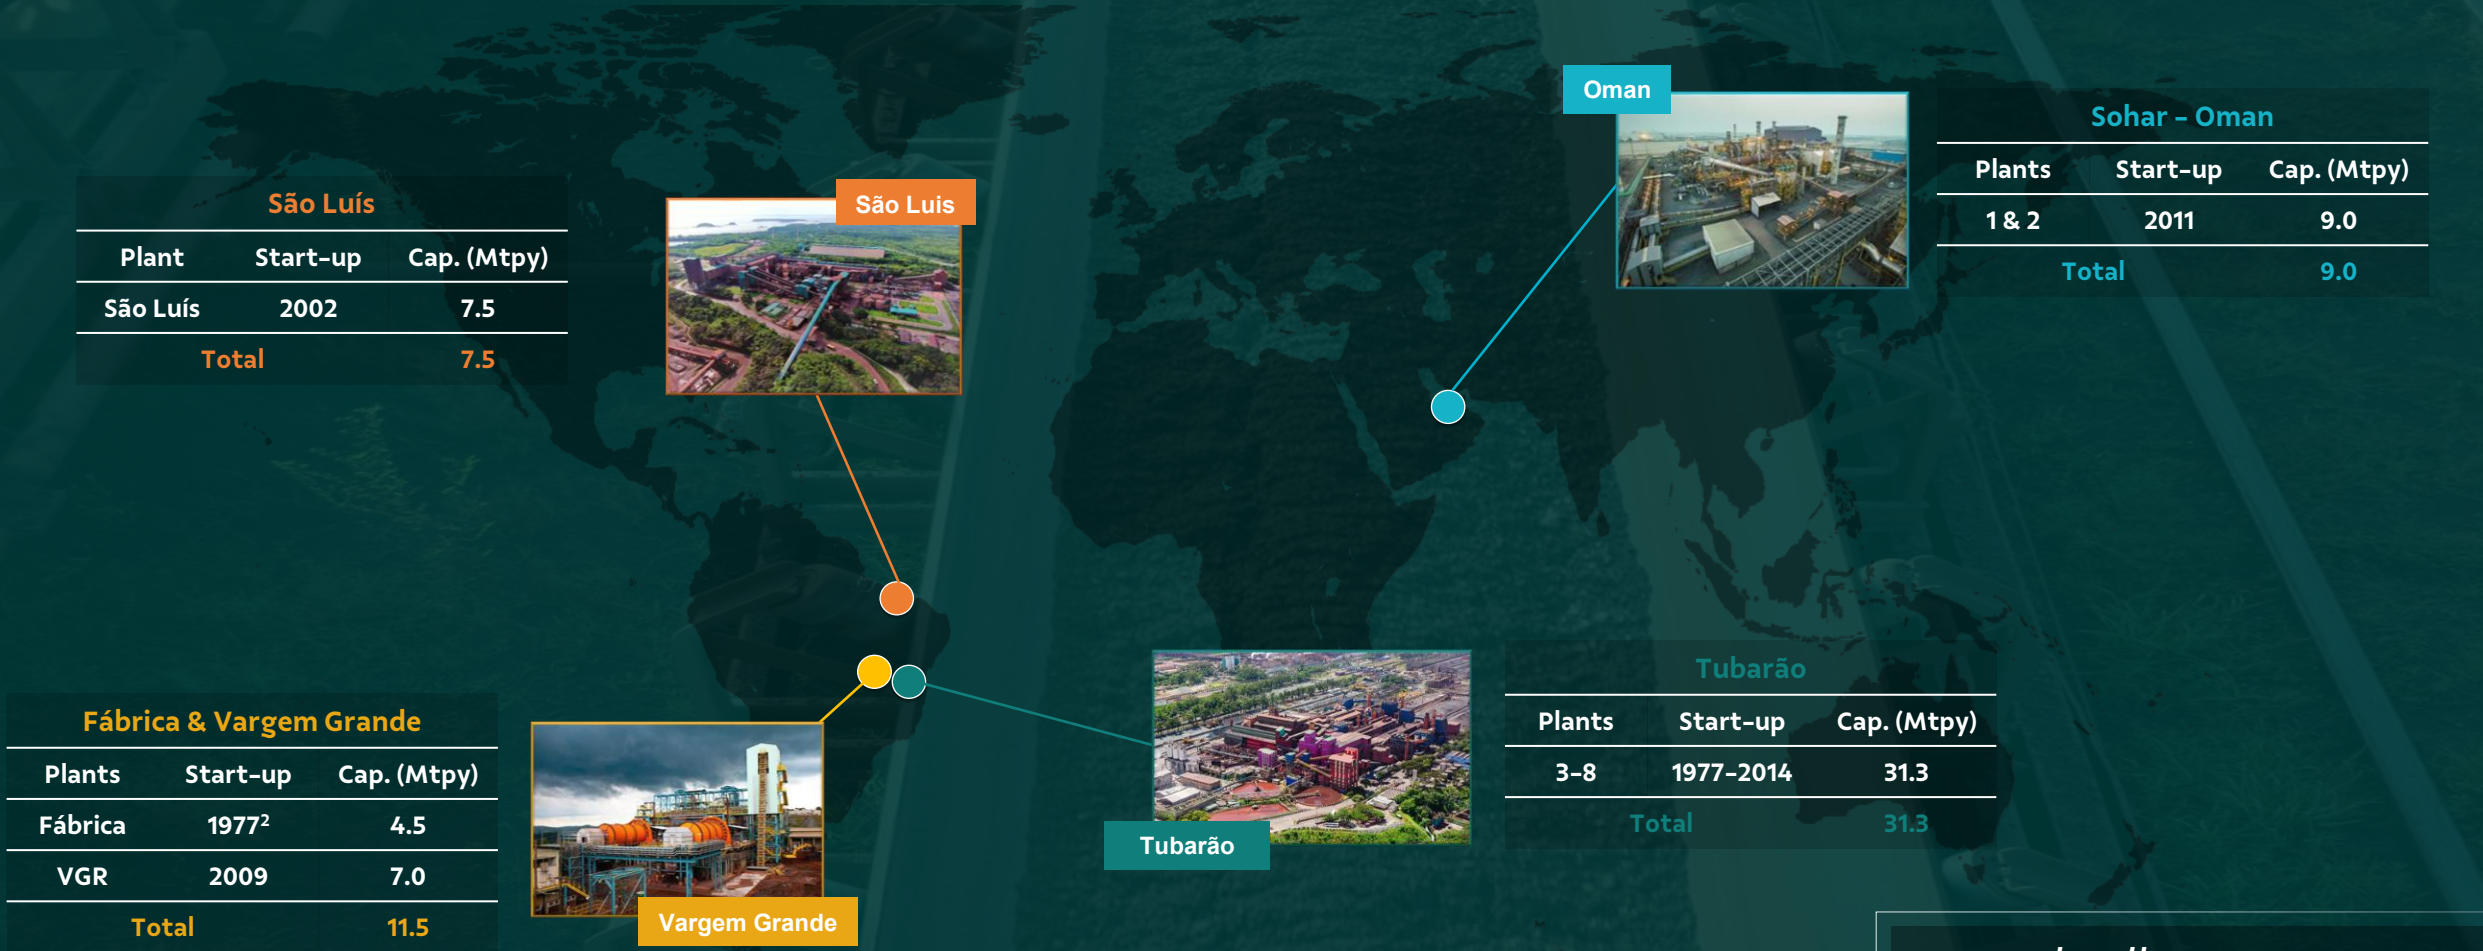 Oman
Sohar – Oman
Plants Start-up Cap. (Mtpy)
1 & 2 2011 9.0
Total 9.0
São Luís
Plant Start-up Cap. (Mtpy)
São Luís 2002 7.5
Total 7.5
São Luis
Tubarão
Plants Start-up Cap. (Mtpy)
3-8 1977-2014 31.3
Total 31.3
Tubarão
Fábrica & Vargem Grande
Plants Start-up Cap. (Mtpy)
Fábrica 1977² 4.5
VGR 2009 7.0
Total 11.5
Vargem Grande